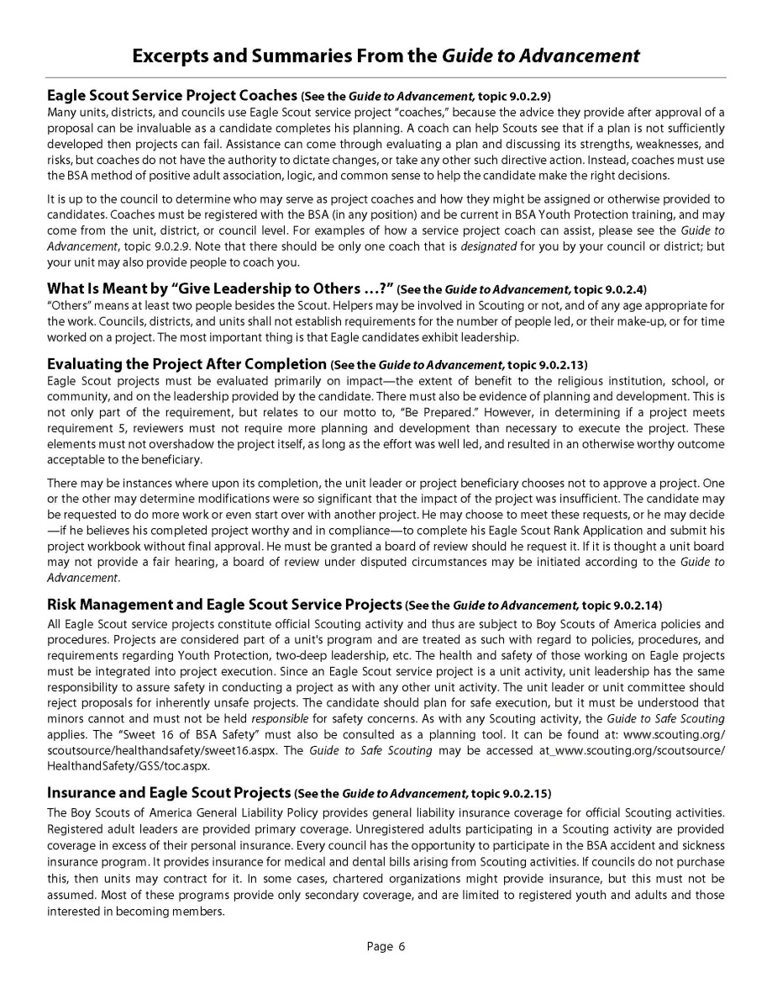 Excerpts and Summaries From the Guide to Advancement
Eagle Scout Service Project Coaches (See the Guide to Advancement, topic 9.0.2.9)
Many units, districts, and councils use Eagle Scout service project “coaches,” because the advice they provide after approval of a
proposal can be invaluable as a candidate completes his planning. A coach can help Scouts see that if a plan is not sufficiently
developed then projects can fail. Assistance can come through evaluating a plan and discussing its strengths, weaknesses, and
risks, but coaches do not have the authority to dictate changes, or take any other such directive action. Instead, coaches must use
the BSA method of positive adult association, logic, and common sense to help the candidate make the right decisions.
It is up to the council to determine who may serve as project coaches and how they might be assigned or otherwise provided to
candidates. Coaches must be registered with the BSA (in any position) and be current in BSA Youth Protection training, and may
come from the unit, district, or council level. For examples of how a service project coach can assist, please see the Guide to
Advancement, topic 9.0.2.9. Note that there should be only one coach that is designated for you by your council or district; but
your unit may also provide people to coach you.
What Is Meant by “Give Leadership to Others …?” (See the Guide to Advancement, topic 9.0.2.4)
“Others” means at least two people besides the Scout. Helpers may be involved in Scouting or not, and of any age appropriate for
the work. Councils, districts, and units shall not establish requirements for the number of people led, or their make-up, or for time
worked on a project. The most important thing is that Eagle candidates exhibit leadership.
Evaluating the Project After Completion (See the Guide to Advancement, topic 9.0.2.13)
Eagle Scout projects must be evaluated primarily on impact—the extent of benefit to the religious institution, school, or
community, and on the leadership provided by the candidate. There must also be evidence of planning and development. This is
not only part of the requirement, but relates to our motto to, “Be Prepared.” However, in determining if a project meets
requirement 5, reviewers must not require more planning and development than necessary to execute the project. These
elements must not overshadow the project itself, as long as the effort was well led, and resulted in an otherwise worthy outcome
acceptable to the beneficiary.
There may be instances where upon its completion, the unit leader or project beneficiary chooses not to approve a project. One
or the other may determine modifications were so significant that the impact of the project was insufficient. The candidate may
be requested to do more work or even start over with another project. He may choose to meet these requests, or he may decide
—if he believes his completed project worthy and in compliance—to complete his Eagle Scout Rank Application and submit his
project workbook without final approval. He must be granted a board of review should he request it. If it is thought a unit board
may not provide a fair hearing, a board of review under disputed circumstances may be initiated according to the Guide to
Advancement.
Risk Management and Eagle Scout Service Projects (See the Guide to Advancement, topic 9.0.2.14)
All Eagle Scout service projects constitute official Scouting activity and thus are subject to Boy Scouts of America policies and
procedures. Projects are considered part of a unit's program and are treated as such with regard to policies, procedures, and
requirements regarding Youth Protection, two-deep leadership, etc. The health and safety of those working on Eagle projects
must be integrated into project execution. Since an Eagle Scout service project is a unit activity, unit leadership has the same
responsibility to assure safety in conducting a project as with any other unit activity. The unit leader or unit committee should
reject proposals for inherently unsafe projects. The candidate should plan for safe execution, but it must be understood that
minors cannot and must not be held responsible for safety concerns. As with any Scouting activity, the Guide to Safe Scouting
applies. The “Sweet 16 of BSA Safety” must also be consulted as a planning tool. It can be found at: www.scouting.org/
scoutsource/healthandsafety/sweet16.aspx. The Guide to Safe Scouting may be accessed at www.scouting.org/scoutsource/
HealthandSafety/GSS/toc.aspx.
Insurance and Eagle Scout Projects (See the Guide to Advancement, topic 9.0.2.15)
The Boy Scouts of America General Liability Policy provides general liability insurance coverage for official Scouting activities.
Registered adult leaders are provided primary coverage. Unregistered adults participating in a Scouting activity are provided
coverage in excess of their personal insurance. Every council has the opportunity to participate in the BSA accident and sickness
insurance program. It provides insurance for medical and dental bills arising from Scouting activities. If councils do not purchase
this, then units may contract for it. In some cases, chartered organizations might provide insurance, but this must not be
assumed. Most of these programs provide only secondary coverage, and are limited to registered youth and adults and those
interested in becoming members.
Page 6